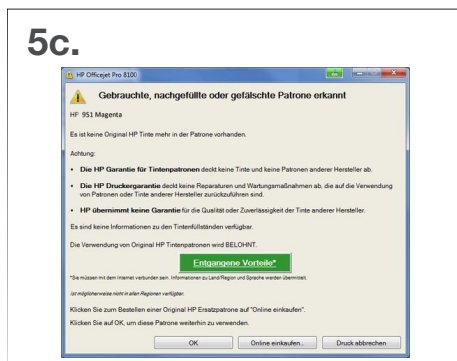 5c.
HP Officejet Pro 8100
Gebrauchte, nachgefüllte oder gefälschte Patrone erkannt
HF 951 Magenta
Es ist keine Original HP Tinte mehr in der Patrone vorhanden.
Achtung:
• Die HP Garantie für Tintenpatronen deckt keine Tinte und keine Patronen anderer Hersteller ab.
• Die HP Druckergarantie deckt keine Reparaturen und Wartungsmaßnahmen ab, die auf die Verwendung
von Patronen oder Tinte anderer Hersteller zurückzuführen sind.
• HP übernimmt keine Garantie für die Qualität oder Zuverlässigkeit der Tinte anderer Hersteller.
Es sind keine Informationen zu den Tintenfüllständen verfügbar.
Die Verwendung von Original HP Tintenpatronen wird BELOHNT.
Entgangene Vorteile*
*Sie müssen mit dem Internet verbunden sein. Informationen zu Land/Region und Sprache werden übermittelt.
ist möglicherweise nicht in allen Regionen verfügbar.
Klicken Sie zum Bestellen einer Original HP Ersatzpatrone auf "Online einkaufen".
Klicken Sie auf OK, um diese Patrone weiterhin zu verwenden.
OK Online einkaufen.. Druck abbrechen